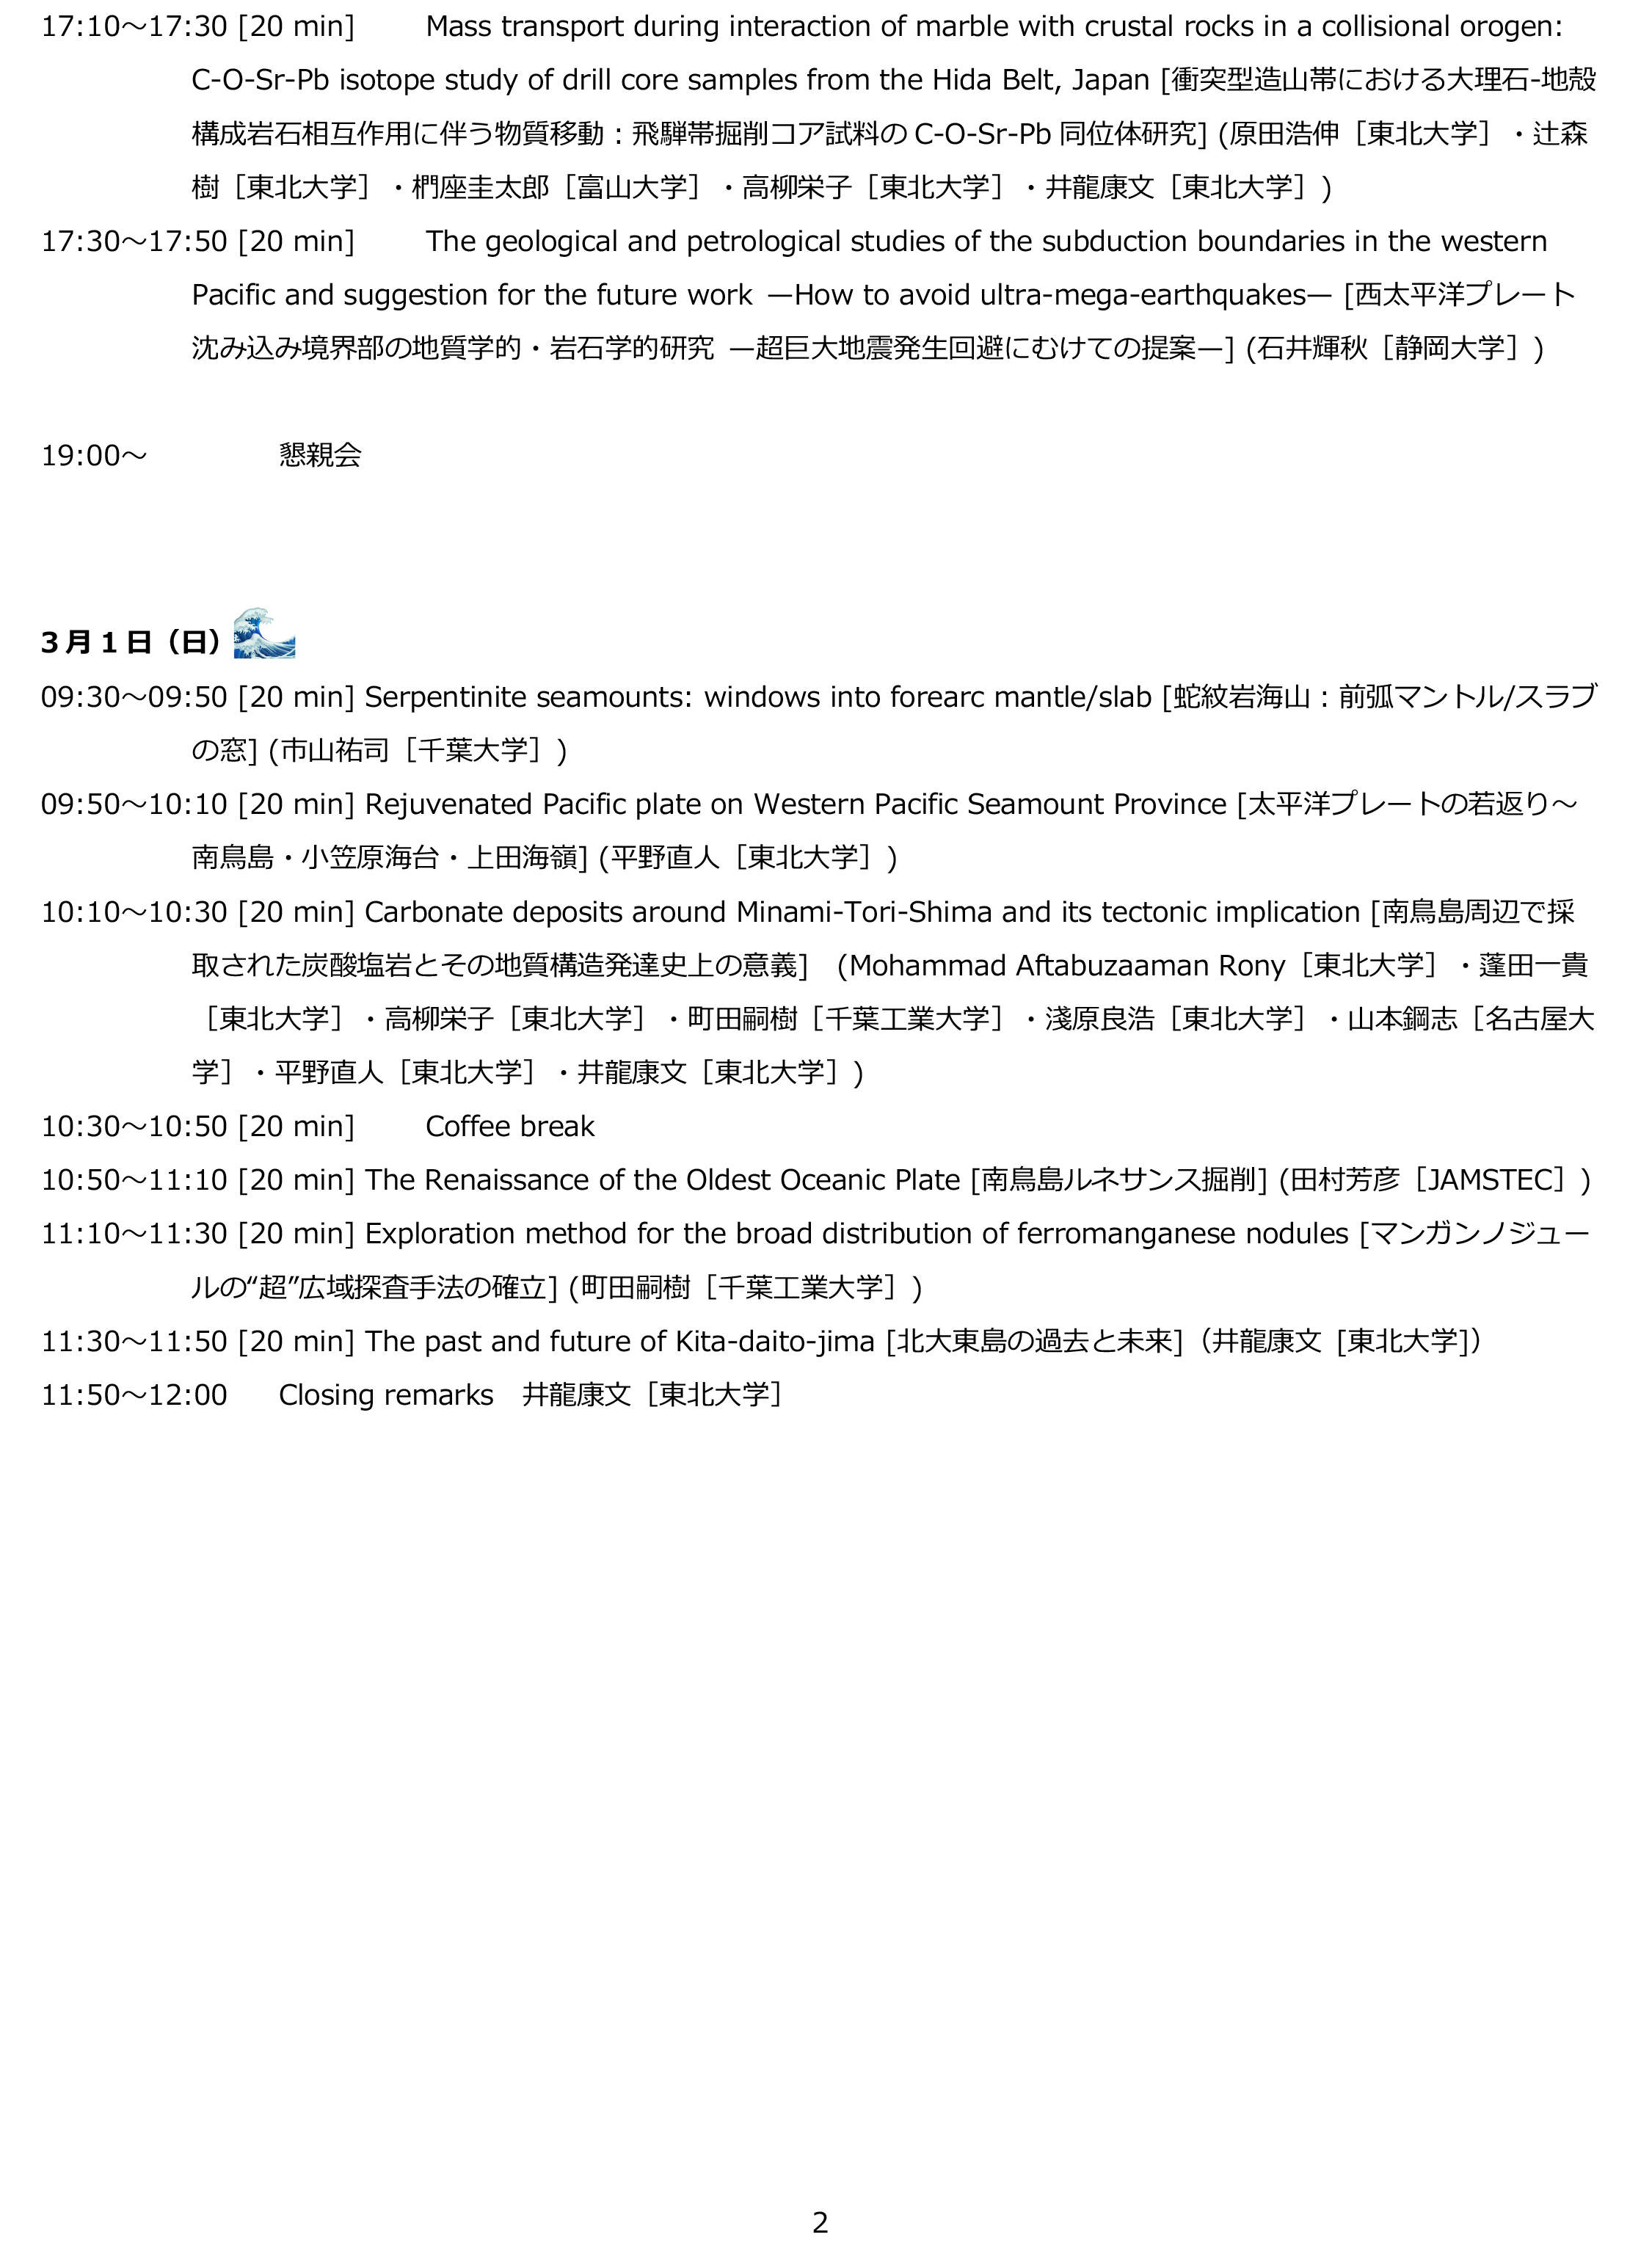 17:10～17:30 [20 min] Mass transport during interaction of marble with crustal rocks in a collisional orogen:
C-O-Sr-Pb isotope study of drill core samples from the Hida Belt, Japan [衝突型造山帯における大理石-地殻
構成岩石相互作用に伴う物質移動：飛騨帯掘削コア試料の C-O-Sr-Pb 同位体研究] (原田浩伸［東北大学］・辻森
樹［東北大学］・椚座圭太郎［富山大学］・高柳栄子［東北大学］・井龍康文［東北大学］)
17:30～17:50 [20 min] The geological and petrological studies of the subduction boundaries in the western
Pacific and suggestion for the future work ―How to avoid ultra-mega-earthquakes― [西太平洋プレート
沈み込み境界部の地質学的・岩石学的研究 ―超巨大地震発生回避にむけての提案―] (石井輝秋［静岡大学］)
19:00～ 懇親会
3 月 1 日（日）
09:30～09:50 [20 min] Serpentinite seamounts: windows into forearc mantle/slab [蛇紋岩海山：前弧マントル/スラブ
の窓] (市山祐司［千葉大学］)
09:50～10:10 [20 min] Rejuvenated Pacific plate on Western Pacific Seamount Province [太平洋プレートの若返り～
南鳥島・小笠原海台・上田海嶺] (平野直人［東北大学］)
10:10～10:30 [20 min] Carbonate deposits around Minami-Tori-Shima and its tectonic implication [南鳥島周辺で採
取された炭酸塩岩とその地質構造発達史上の意義]　(Mohammad Aftabuzaaman Rony［東北大学］・蓬田一貴
［東北大学］・高柳栄子［東北大学］・町田嗣樹［千葉工業大学］・淺原良浩［東北大学］・山本鋼志［名古屋大
学］・平野直人［東北大学］・井龍康文［東北大学］)
10:30～10:50 [20 min] Coffee break
10:50～11:10 [20 min] The Renaissance of the Oldest Oceanic Plate [南鳥島ルネサンス掘削] (田村芳彦［JAMSTEC］)
11:10～11:30 [20 min] Exploration method for the broad distribution of ferromanganese nodules [マンガンノジュー
ルの“超”広域探査手法の確立] (町田嗣樹［千葉工業大学］)
11:30～11:50 [20 min] The past and future of Kita-daito-jima [北大東島の過去と未来]（井龍康文 [東北大学]）
11:50～12:00 Closing remarks　井龍康文［東北大学］
2